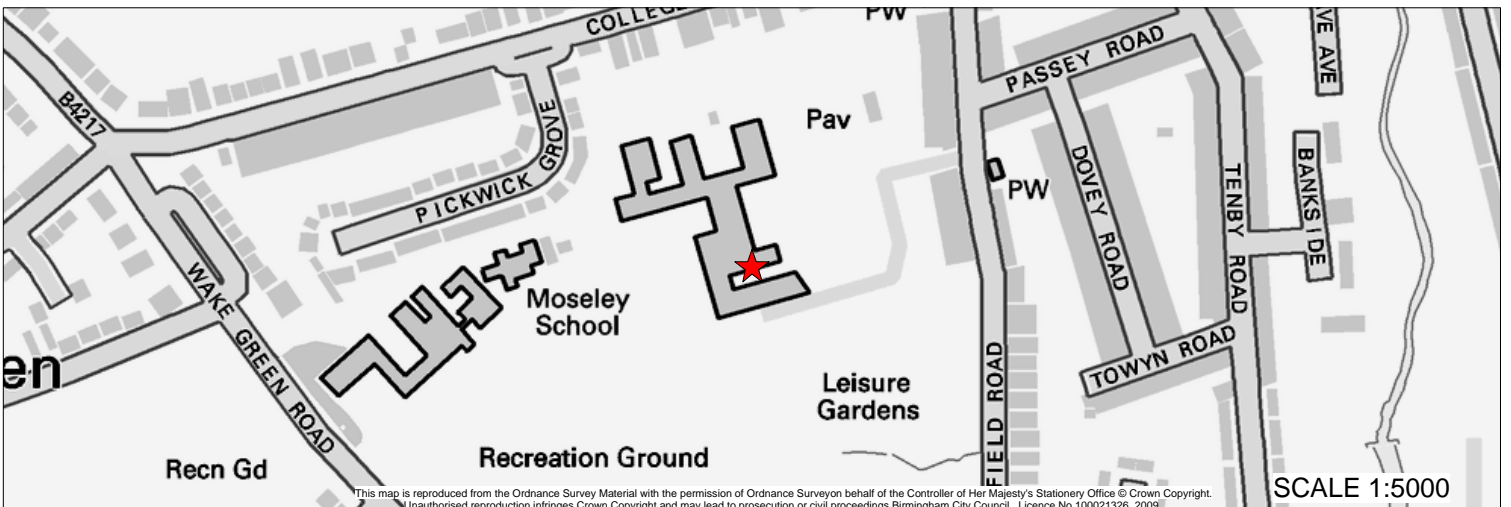 COLLEGE
PW
VE AVE
PASSEY ROAD
B4217
Pav
PICKWICK GROVE
PW
DOVEY ROAD
TENBY ROAD
BANKSIDE
WAKE GREEN ROAD
Moseley
School
en
TOWYN ROAD
Leisure
Gardens
FIELD ROAD
Recn Gd
Recreation Ground
SCALE 1:5000
This map is reproduced from the Ordnance Survey Material with the permission of Ordnance Surveyon behalf of the Controller of Her Majesty's Stationery Office © Crown Copyright.
Unauthorised reproduction infringes Crown Copyright and may lead to prosecution or civil proceedings Birmingham City Council. Licence No.100021326, 2009